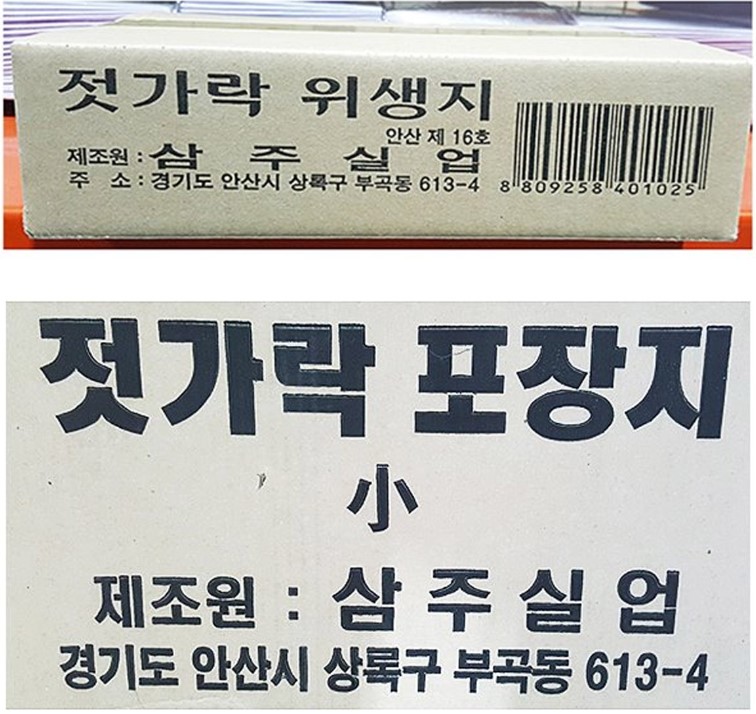 젓가락 위생지
안산 제 16호
제조원 : 삼 주 실 업
주 소 : 경기도 안산시 상록구 부곡동 613-4
8 809258 401025
젓가락 포장지
小
제조원 : 삼 주 실 업
경기도 안산시 상록구 부곡동 613-4